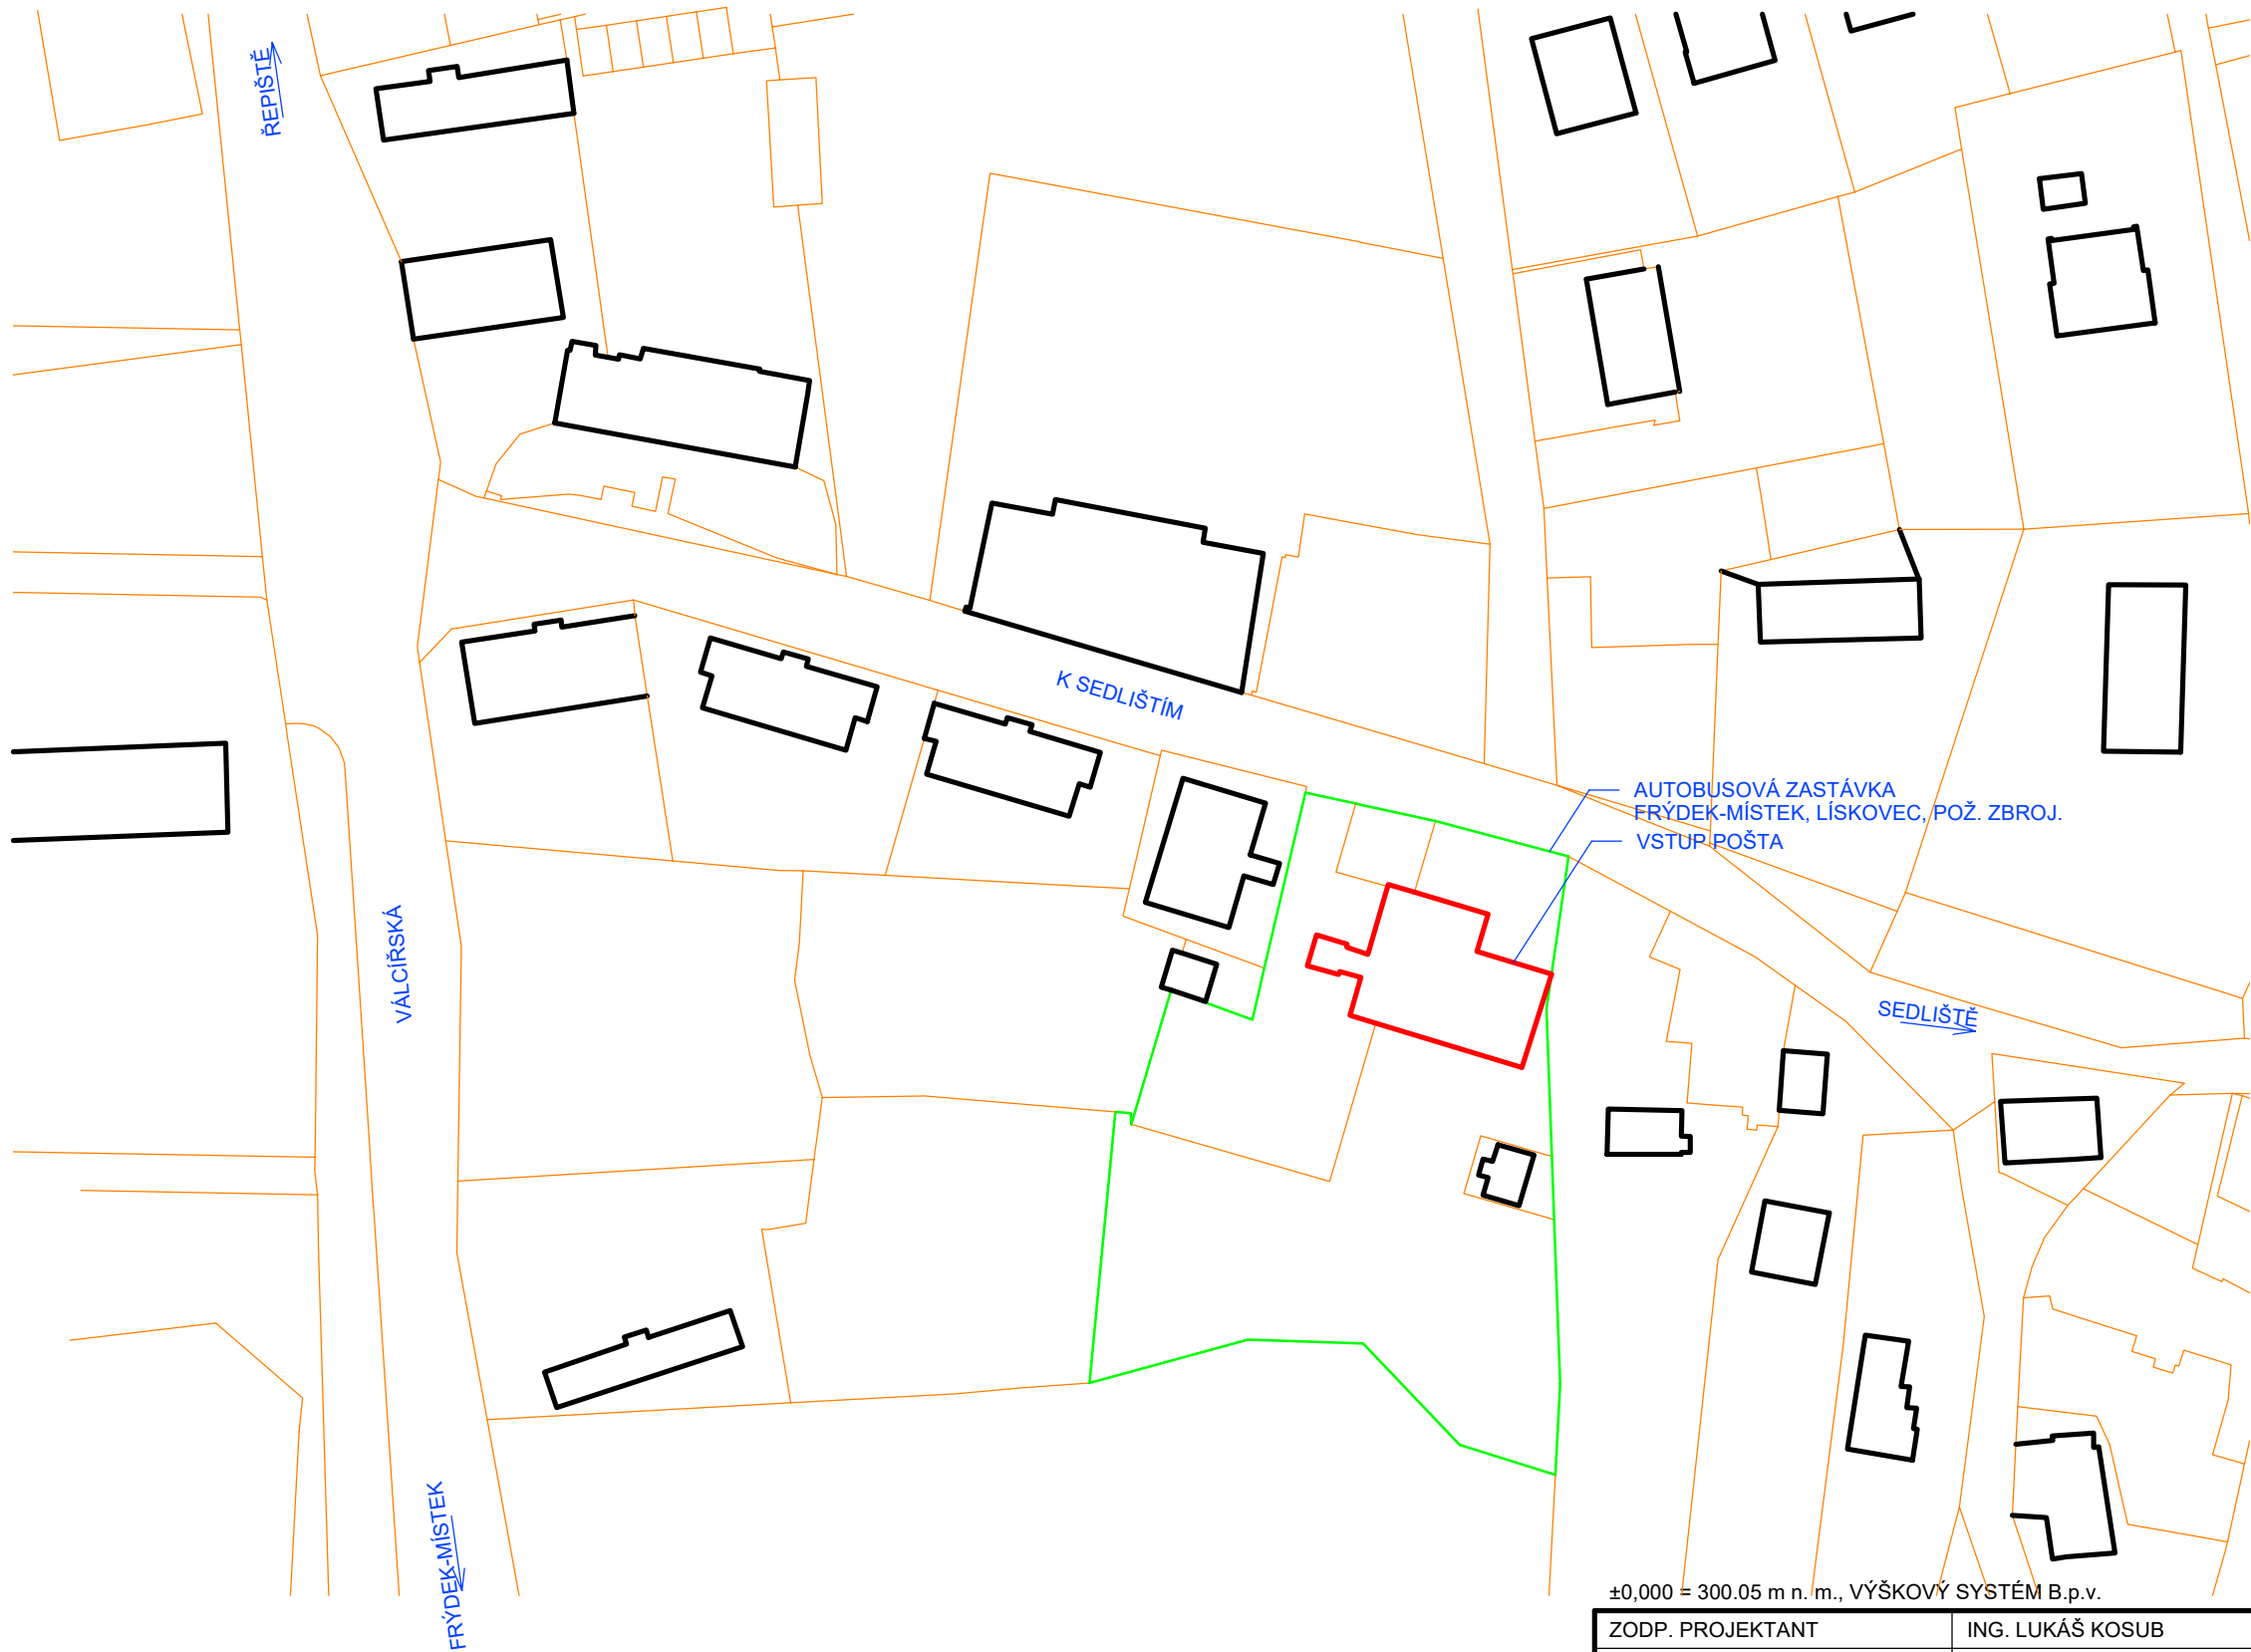 ŘEPIŠTĚ
K SEDLIŠTÍM
AUTOBUSOVÁ ZASTÁVKA
FRÝDEK-MÍSTEK, LÍSKOVEC, POŽ. ZBROJ.
VSTUP POŠTA
VÁLCÍŘSKÁ
SEDLIŠTĚ
FRÝDEK-MÍSTEK
±0,000 = 300.05 m n. m., VÝŠKOVÝ SYSTÉM B.p.v.
ZODP. PROJEKTANT ING. LUKÁŠ KOSUB